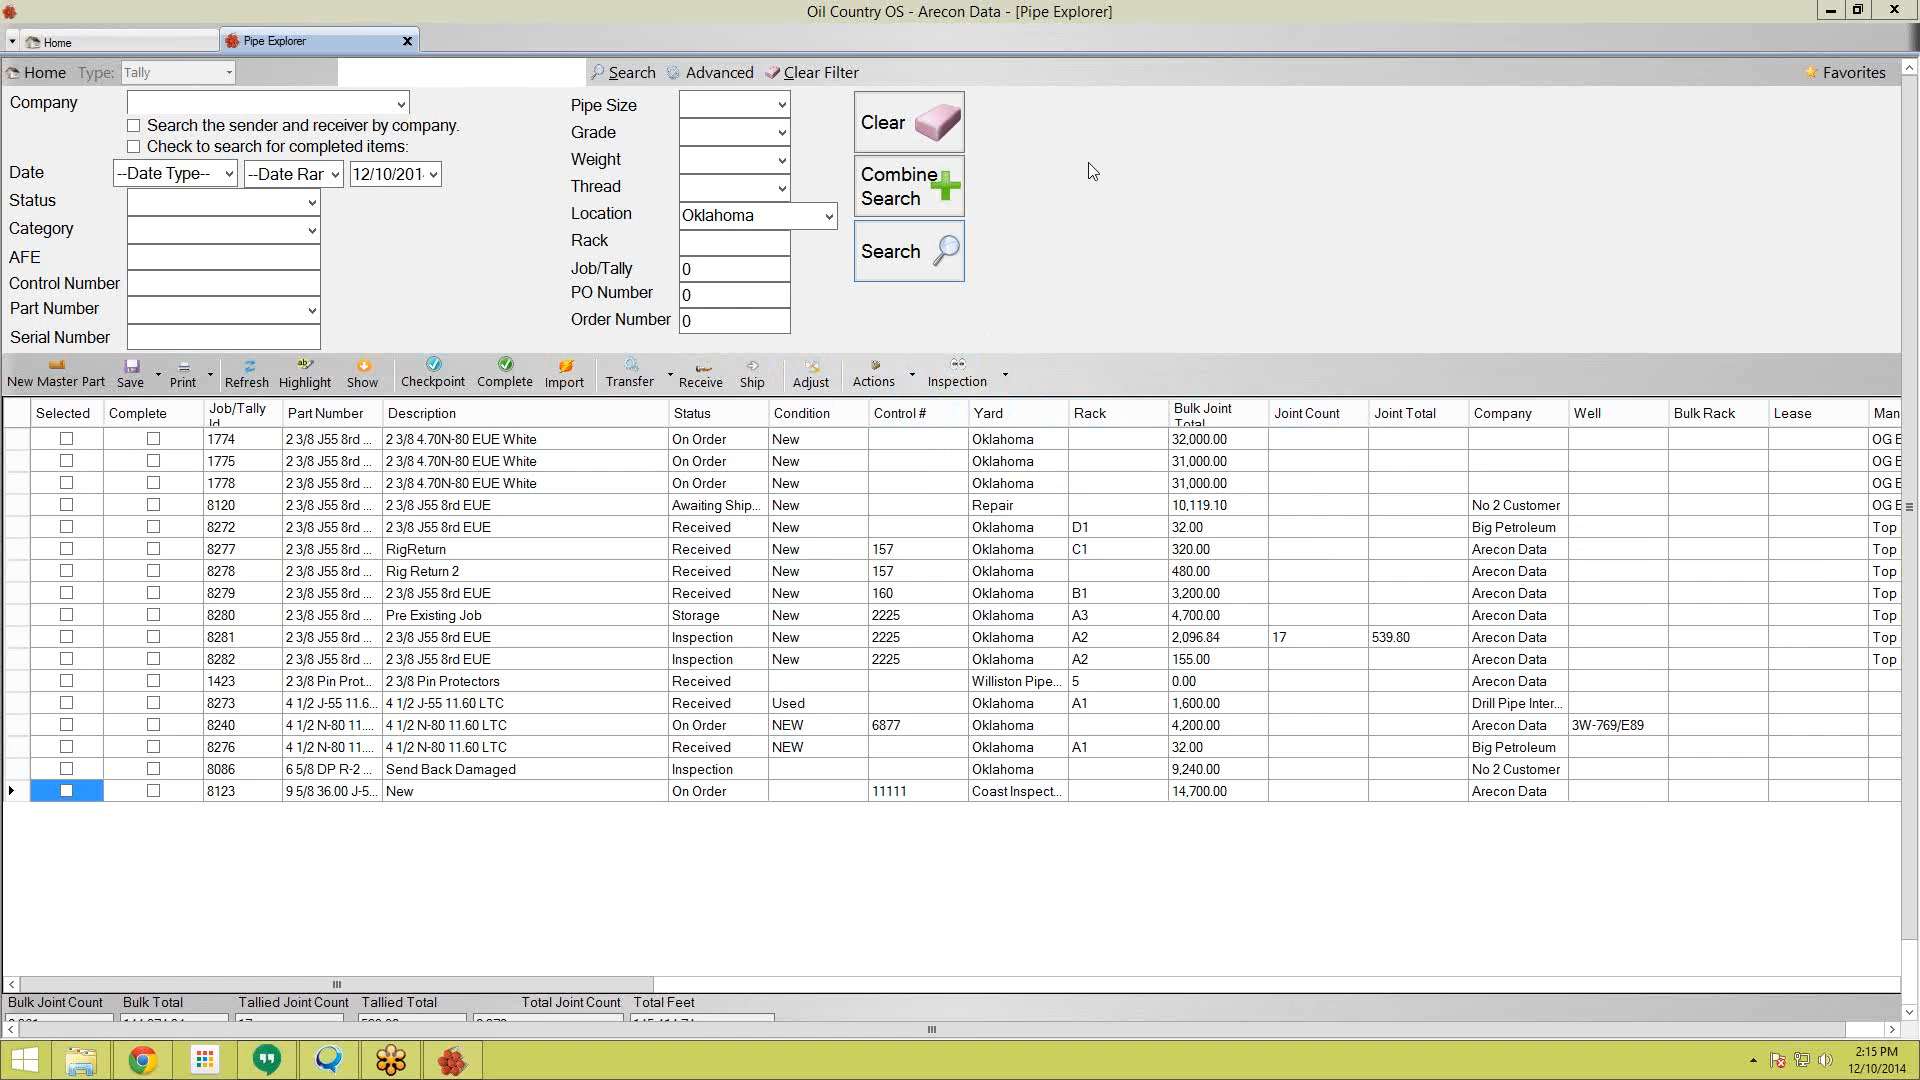 Oil Country OS - Arecon Data - [Pipe Explorer]
Home
Pipe Explorer
Home Type: Tally Search Advanced Clear Filter Favorites
Company
Search the sender and receiver by company.
Check to search for completed items:
Date --Date Type-- --Date Rar 12/10/201
Status
Category
AFE
Control Number
Part Number
Serial Number
Pipe Size
Grade
Weight
Thread
Location Oklahoma
Rack
Job/Tally 0
PO Number 0
Order Number 0
Clear
Combine
Search
Search
New Master Part Save Print Refresh Highlight Show Checkpoint Complete Import Transfer Receive Ship Adjust Actions Inspection
Selected Complete Job/Tally Id Part Number Description Status Condition Control # Yard Rack Bulk Joint Total Joint Count Joint Total Company Well Bulk Rack Lease Man
1774 2 3/8 J55 8rd ... 2 3/8 4.70N-80 EUE White On Order New Oklahoma 32,000.00 OG E
1775 2 3/8 J55 8rd ... 2 3/8 4.70N-80 EUE White On Order New Oklahoma 31,000.00 OG E
1778 2 3/8 J55 8rd ... 2 3/8 4.70N-80 EUE White On Order New Oklahoma 31,000.00 OG E
8120 2 3/8 J55 8rd ... 2 3/8 J55 8rd EUE Awaiting Ship... New Repair 10,119.10 No 2 Customer OG E
8272 2 3/8 J55 8rd ... 2 3/8 J55 8rd EUE Received New Oklahoma D1 32.00 Big Petroleum Top
8277 2 3/8 J55 8rd ... RigReturn Received New 157 Oklahoma C1 320.00 Arecon Data Top
8278 2 3/8 J55 8rd ... Rig Return 2 Received New 157 Oklahoma 480.00 Arecon Data Top
8279 2 3/8 J55 8rd ... 2 3/8 J55 8rd EUE Received New 160 Oklahoma B1 3,200.00 Arecon Data Top
8280 2 3/8 J55 8rd ... Pre Existing Job Storage New 2225 Oklahoma A3 4,700.00 Arecon Data Top
8281 2 3/8 J55 8rd ... 2 3/8 J55 8rd EUE Inspection New 2225 Oklahoma A2 2,096.84 17 539.80 Arecon Data Top
8282 2 3/8 J55 8rd ... 2 3/8 J55 8rd EUE Inspection New 2225 Oklahoma A2 155.00 Arecon Data Top
1423 2 3/8 Pin Prot... 2 3/8 Pin Protectors Received Williston Pipe... 5 0.00 Arecon Data
8273 4 1/2 J-55 11.6... 4 1/2 J-55 11.60 LTC Received Used Oklahoma A1 1,600.00 Drill Pipe Inter...
8240 4 1/2 N-80 11.... 4 1/2 N-80 11.60 LTC On Order NEW 6877 Oklahoma 4,200.00 Arecon Data 3W-769/E89
8276 4 1/2 N-80 11.... 4 1/2 N-80 11.60 LTC Received NEW Oklahoma A1 32.00 Big Petroleum
8086 6 5/8 DP R-2 ... Send Back Damaged Inspection Oklahoma 9,240.00 No 2 Customer
8123 9 5/8 36.00 J-5... New On Order 11111 Coast Inspect... 14,700.00 Arecon Data
Bulk Joint Count Bulk Total Tallied Joint Count Tallied Total Total Joint Count Total Feet
2:15 PM
12/10/2014